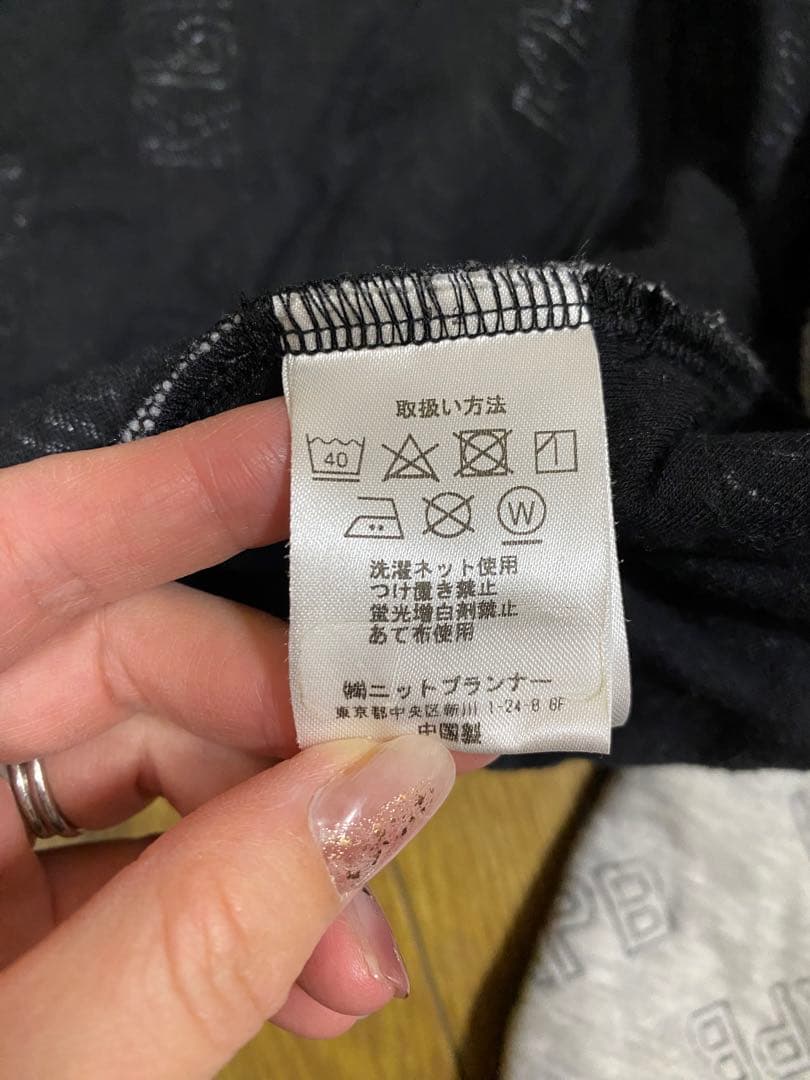 取扱い方法
40
W
洗濯ネット使用
つけ置き禁止
蛍光増白剤禁止
あて布使用
㈱ニットプランナー
東京都中央区新川 1-24-8 6F
中国製
PB
PB